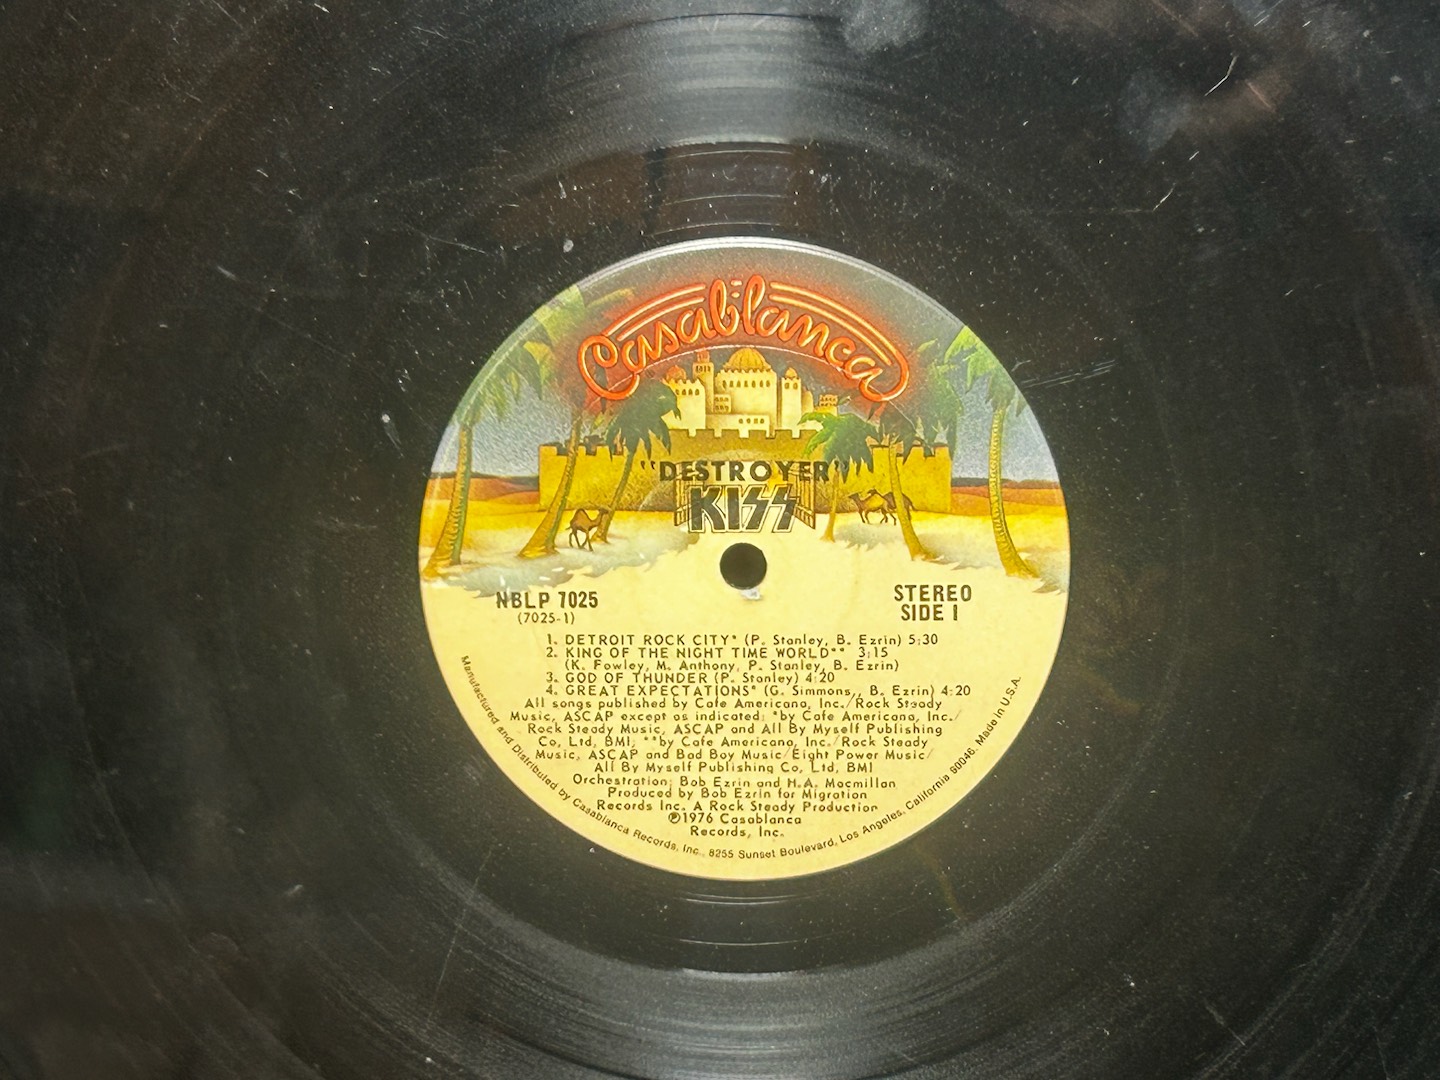 Casablanca
"DESTROYER"
KISS
NBLP 7025
(7025-1)
STEREO
SIDE 1
1. DETROIT ROCK CITY* (P. Stanley, B. Ezrin) 5:30
2. KING OF THE NIGHT TIME WORLD** 3:15
(K. Fowley, M. Anthony, P. Stanley, B. Ezrin)
3. GOD OF THUNDER (P. Stanley) 4:20
4. GREAT EXPECTATIONS* (G. Simmons,, B. Ezrin) 4:20
All songs published by Cafe Americana, Inc./Rock Steady
Music, ASCAP except as indicated: *by Cafe Americana, Inc./
Rock Steady Music, ASCAP and All By Myself Publishing
Co, Ltd, BMI; **by Cafe Americana, Inc./Rock Steady
Music, ASCAP and Bad Boy Music/Eight Power Music/
All By Myself Publishing Co, Ltd, BMI
Orchestration: Bob Ezrin and H.A. Macmillan
Produced by Bob Ezrin for Migration
Records Inc. A Rock Steady Production
℗1976 Casablanca
Records, Inc.
Manufactured and Distributed by Casablanca Records, Inc., 8255 Sunset Boulevard, Los Angeles, California 90046. Made in U.S.A.